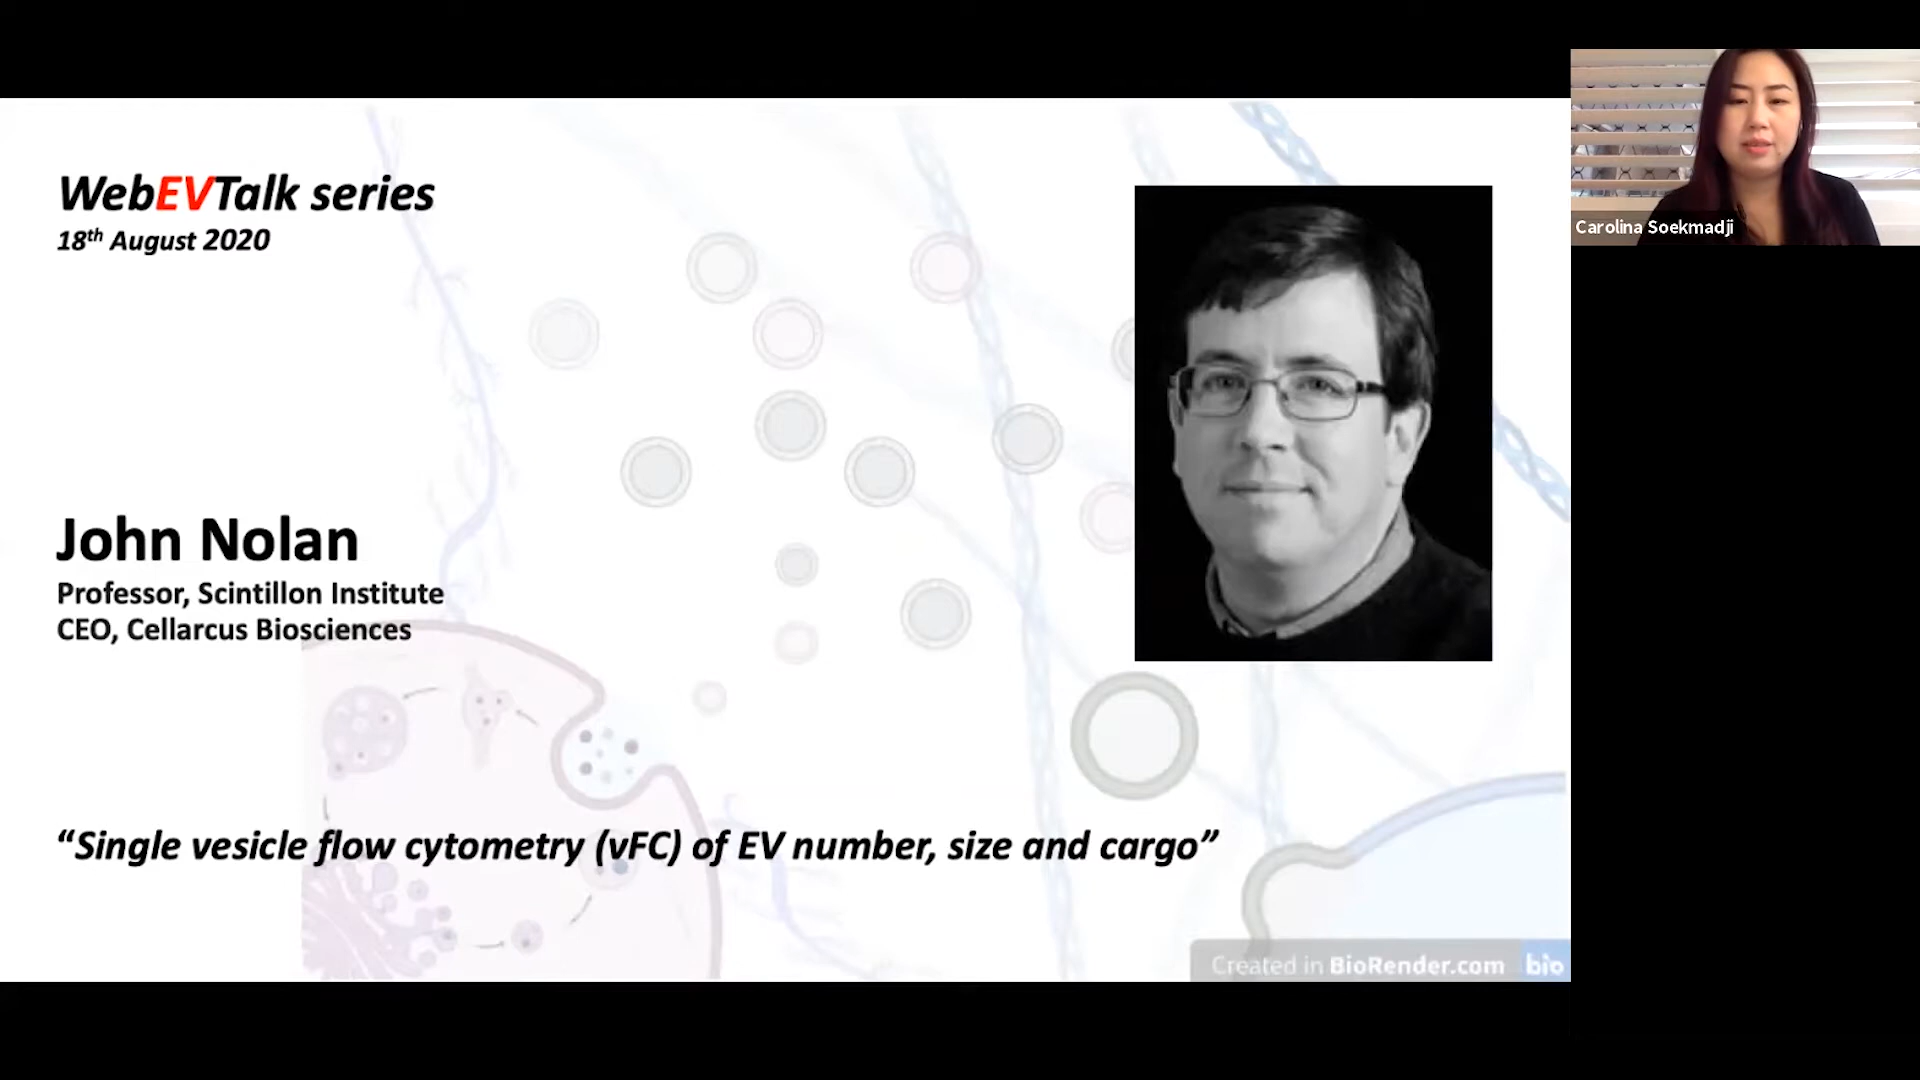 WebEVTalk series
18th August 2020
John Nolan
Professor, Scintillon Institute
CEO, Cellarcus Biosciences
“Single vesicle flow cytometry (vFC) of EV number, size and cargo”
Created in BioRender.com bio
Carolina Soekmadji